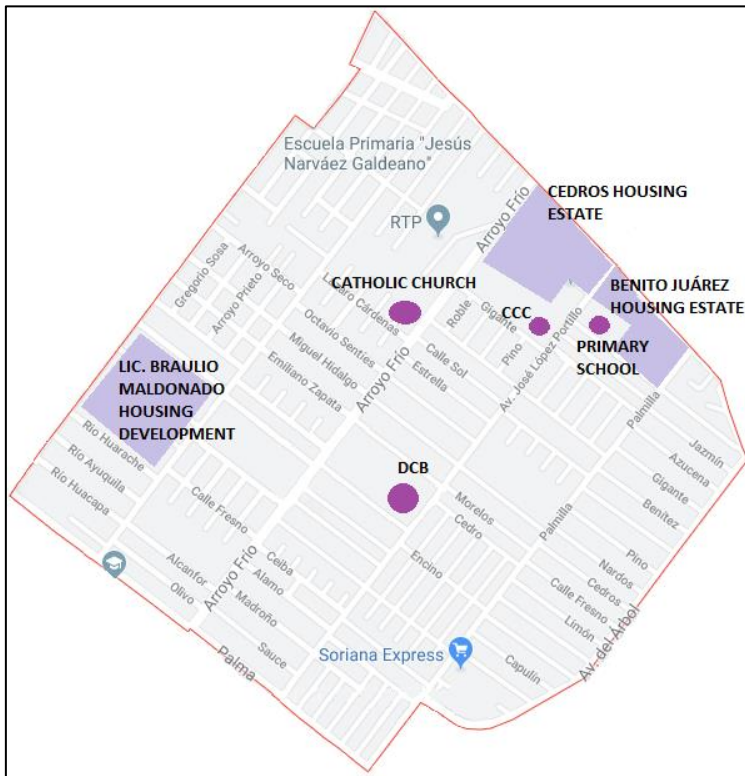 Escuela Primaria "Jesús
Narváez Galdeano"
CEDROS HOUSING
ESTATE
RTP
Arroyo Frío
CATHOLIC CHURCH
BENITO JUÁREZ
HOUSING ESTATE
Gregorio Sosa
Arroyo Seco
Arroyo Prieto
Lázaro Cárdenas
Roble
Gigante
CCC
PRIMARY
SCHOOL
Octavio Senties
Miguel Hidalgo
Emiliano Zapata
Calle Sol
Estrella
Pino
Av. José López Portillo
Arroyo Frío
LIC. BRAULIO
MALDONADO
HOUSING
DEVELOPMENT
Palmilla
Jazmín
Azucena
Gigante
Benítez
Río Huarache
Río Ayuquila
Río Huacapa
DCB
Calle Fresno
Morelos
Cedro
Palmilla
Pino
Nardos
Cedros
Calle Fresno
Limón
Encino
Ceiba
Alamo
Arroyo Frío
Alcanfor
Olivo
Madroño
Sauce
Palma
Soriana Express
Capulín
Av. del Árbol